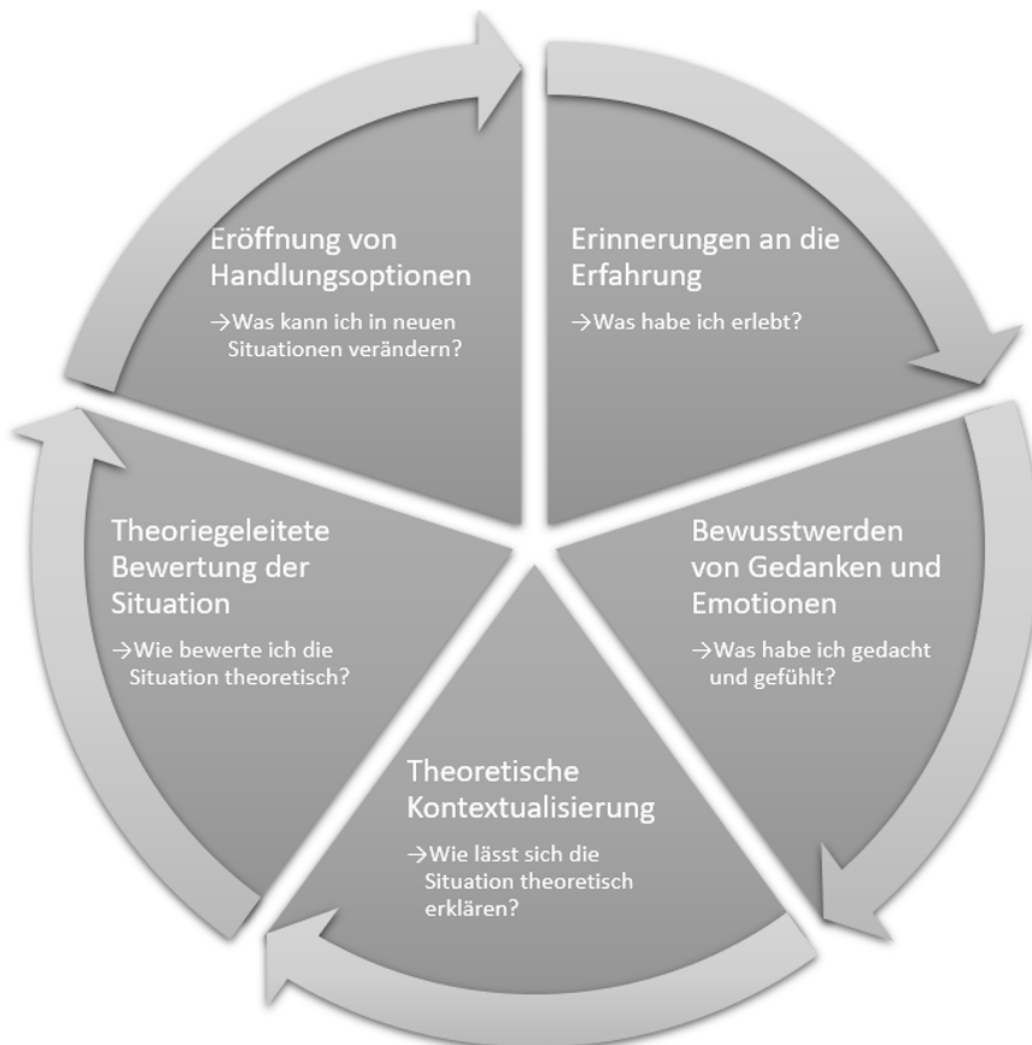 Erinnerungen an die
Erfahrung
→Was habe ich erlebt?
Bewusstwerden
von Gedanken und
Emotionen
→Was habe ich gedacht
und gefühlt?
Theoretische
Kontextualisierung
→Wie lässt sich die
Situation theoretisch
erklären?
Theoriegeleitete
Bewertung der
Situation
→Wie bewerte ich die
Situation theoretisch?
Eröffnung von
Handlungsoptionen
→Was kann ich in neuen
Situationen verändern?